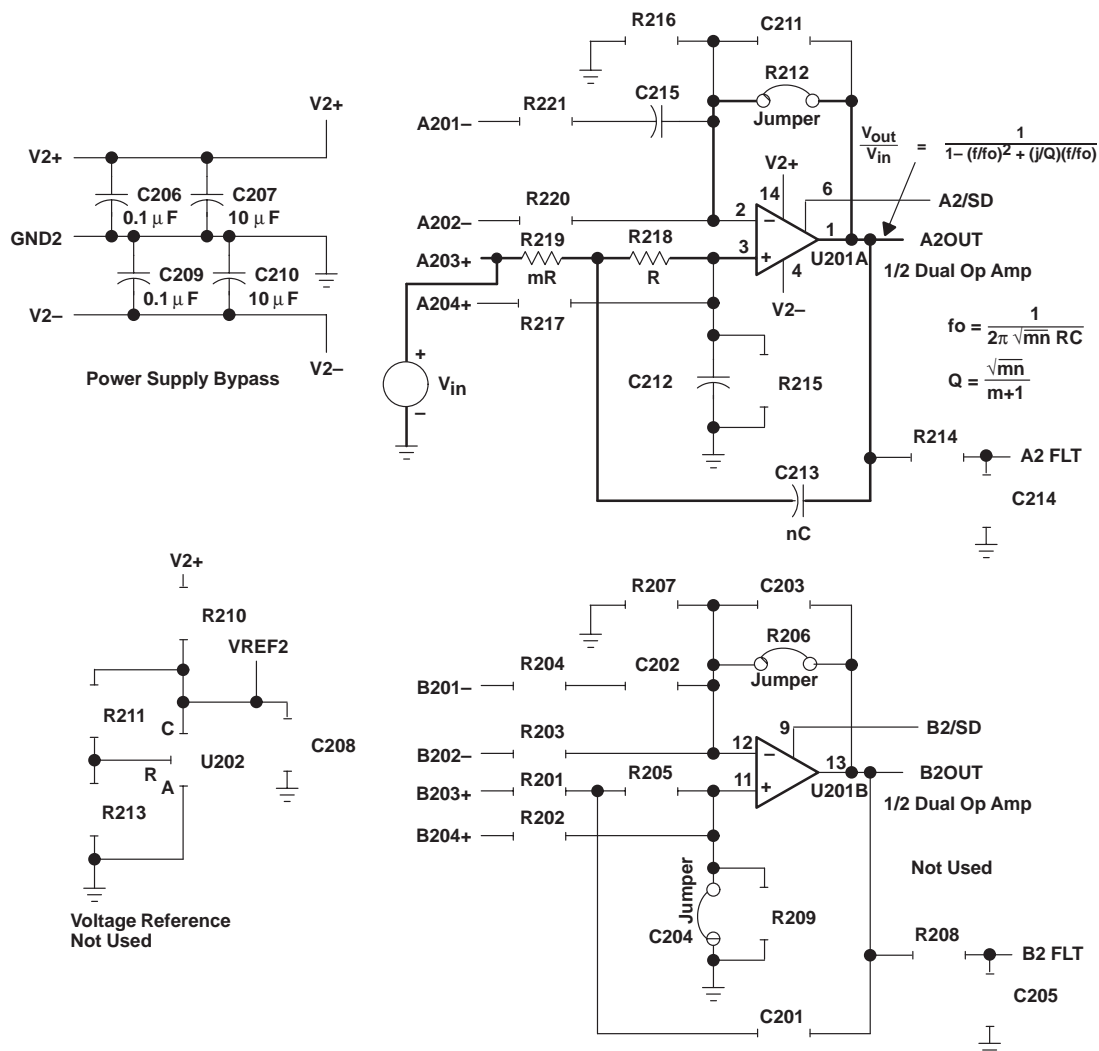 V2+
V2+
C206
C207
0.1 μ F
10 μ F
GND2
C209
C210
0.1 μ F
10 μ F
V2–
V2–
Power Supply Bypass
R216
C211
R212
Jumper
A201–
R221
C215
V2+
14
6
A2/SD
A202–
R220
2
–
1
A2OUT
U201A
1/2 Dual Op Amp
A203+
R219
mR
R218
R
3
+
4
V2–
A204+
R217
+
Vin
–
C212
R215
Vout
Vin
=
1
1– (f/fo)2 + (j/Q)(f/fo)
fo = 1
2π √mn RC
Q = √mn
m+1
R214
A2 FLT
C214
C213
nC
V2+
R210
VREF2
R211
C
U202
C208
R
A
R213
Voltage Reference
Not Used
R207
C203
R206
Jumper
B201–
R204
C202
9
B2/SD
B202–
R203
12
–
13
B2OUT
U201B
1/2 Dual Op Amp
B203+
R201
R205
11
+
B204+
R202
Not Used
Jumper
C204
R209
R208
B2 FLT
C205
C201